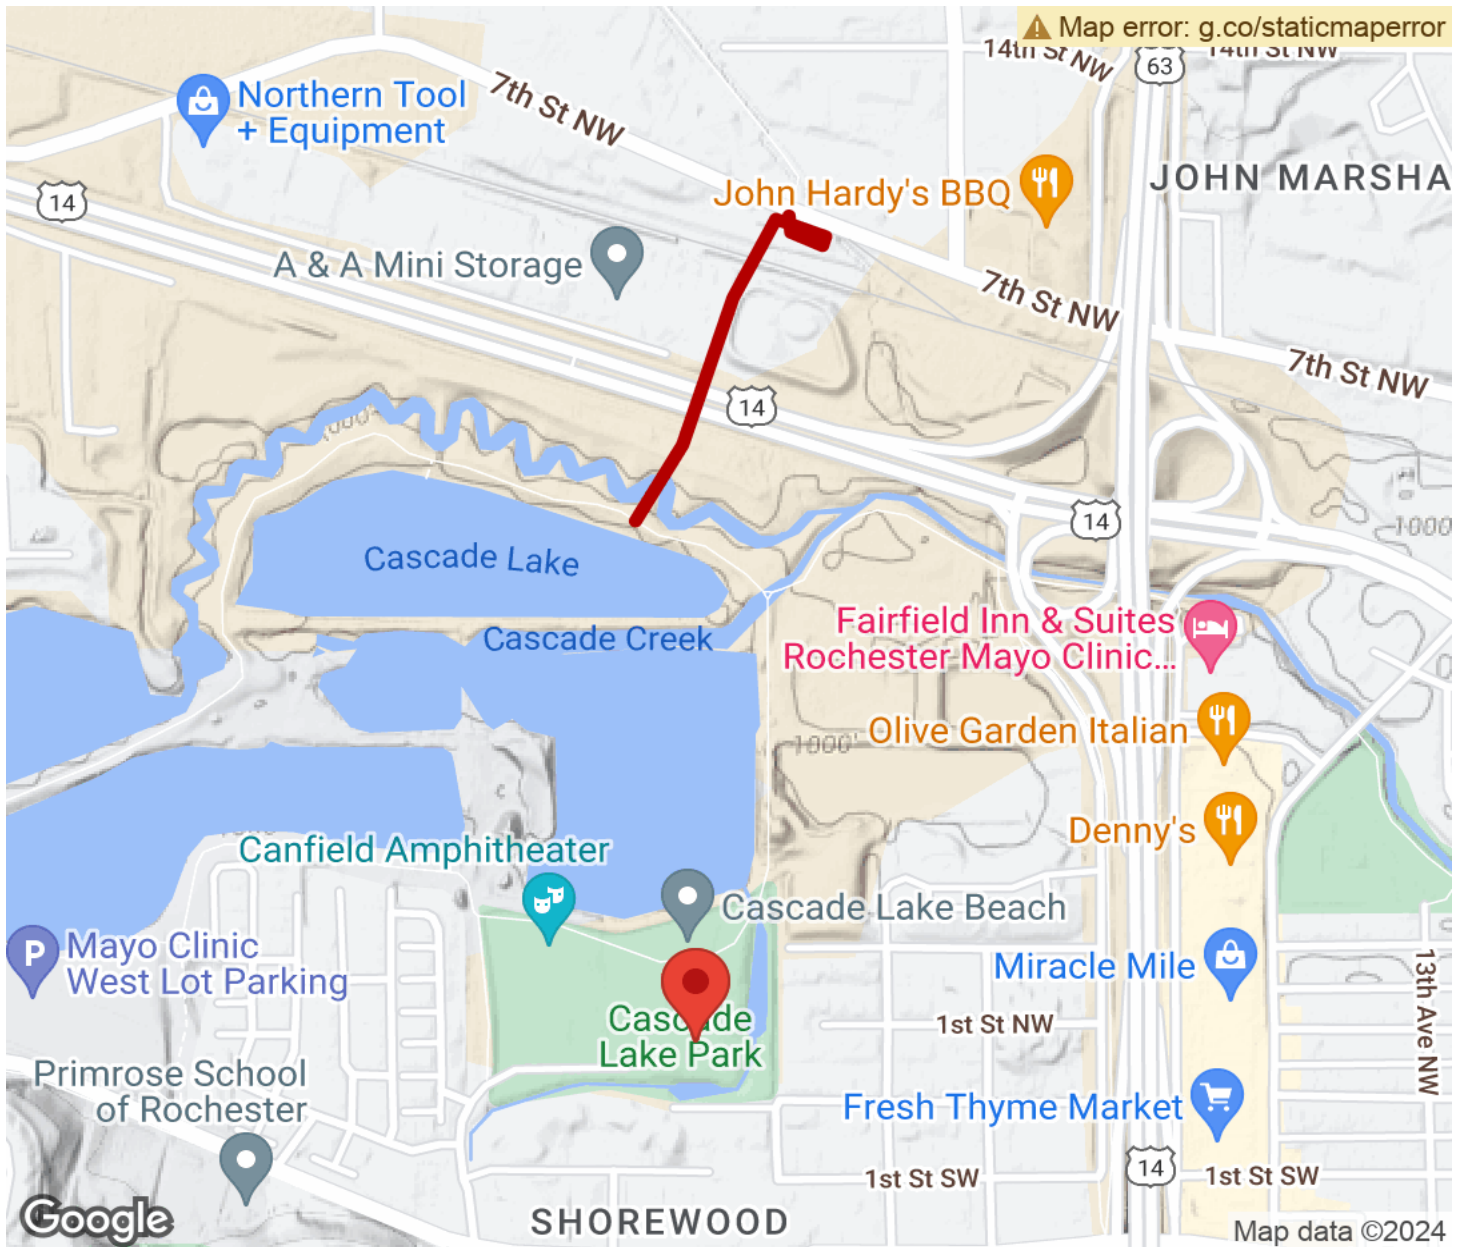 Map error: g.co/staticmaperror
14th St NW
63
14th St NW
7th St NW
Northern Tool
+ Equipment
JOHN MARSHA
John Hardy's BBQ
14
A & A Mini Storage
7th St NW
7th St NW
14
1000'
14
1000
Cascade Lake
Cascade Creek
Fairfield Inn & Suites
Rochester Mayo Clinic...
Olive Garden Italian
1000'
Denny's
Canfield Amphitheater
Cascade Lake Beach
Mayo Clinic
West Lot Parking
P
Miracle Mile
13th Ave NW
Cascade
Lake Park
1st St NW
Primrose School
of Rochester
Fresh Thyme Market
14
1st St SW
1st St SW
SHOREWOOD
Google
Map data ©2024